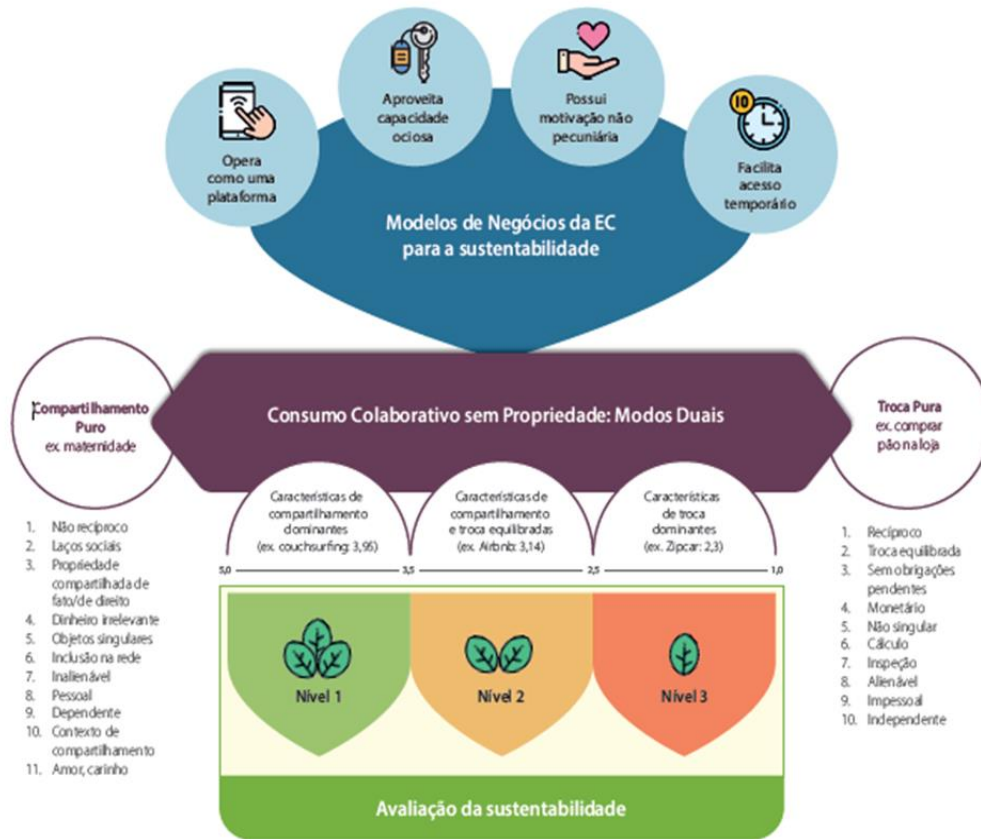 Opera
como uma
plataforma
Aproveita
capacidade
ociosa
Possui
motivação não
pecuniária
10
Facilita
acesso
temporário
Modelos de Negócios da EC
para a sustentabilidade
Compartilhamento
Puro
ex. maternidade
Consumo Colaborativo sem Propriedade: Modos Duais
Troca Pura
ex. comprar
pão na loja
1. Não recíproco
2. Laços sociais
3. Propriedade
compartilhada de
fato/de direito
4. Dinheiro irrelevante
5. Objetos singulares
6. Inclusão na rede
7. Inalienável
8. Pessoal
9. Dependente
10. Contexto de
compartilhamento
11. Amor, carinho
Características de
compartilhamento
dominantes
(ex. couchsurfing: 3,95)
Características de
compartilhamento
e troca equilibradas
(ex. Airbnb: 3,14)
Características
de troca
dominantes
(ex. Zipcar: 2,3)
5,0 3,5 2,5 1,0
Nível 1
Nível 2
Nível 3
Avaliação da sustentabilidade
1. Recíproco
2. Troca equilibrada
3. Sem obrigações
pendentes
4. Monetário
5. Não singular
6. Cálculo
7. Inspeção
8. Alienável
9. Impessoal
10. Independente